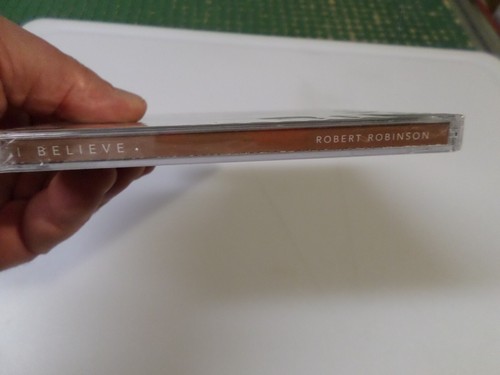 I BELIEVE • ROBERT ROBINSON